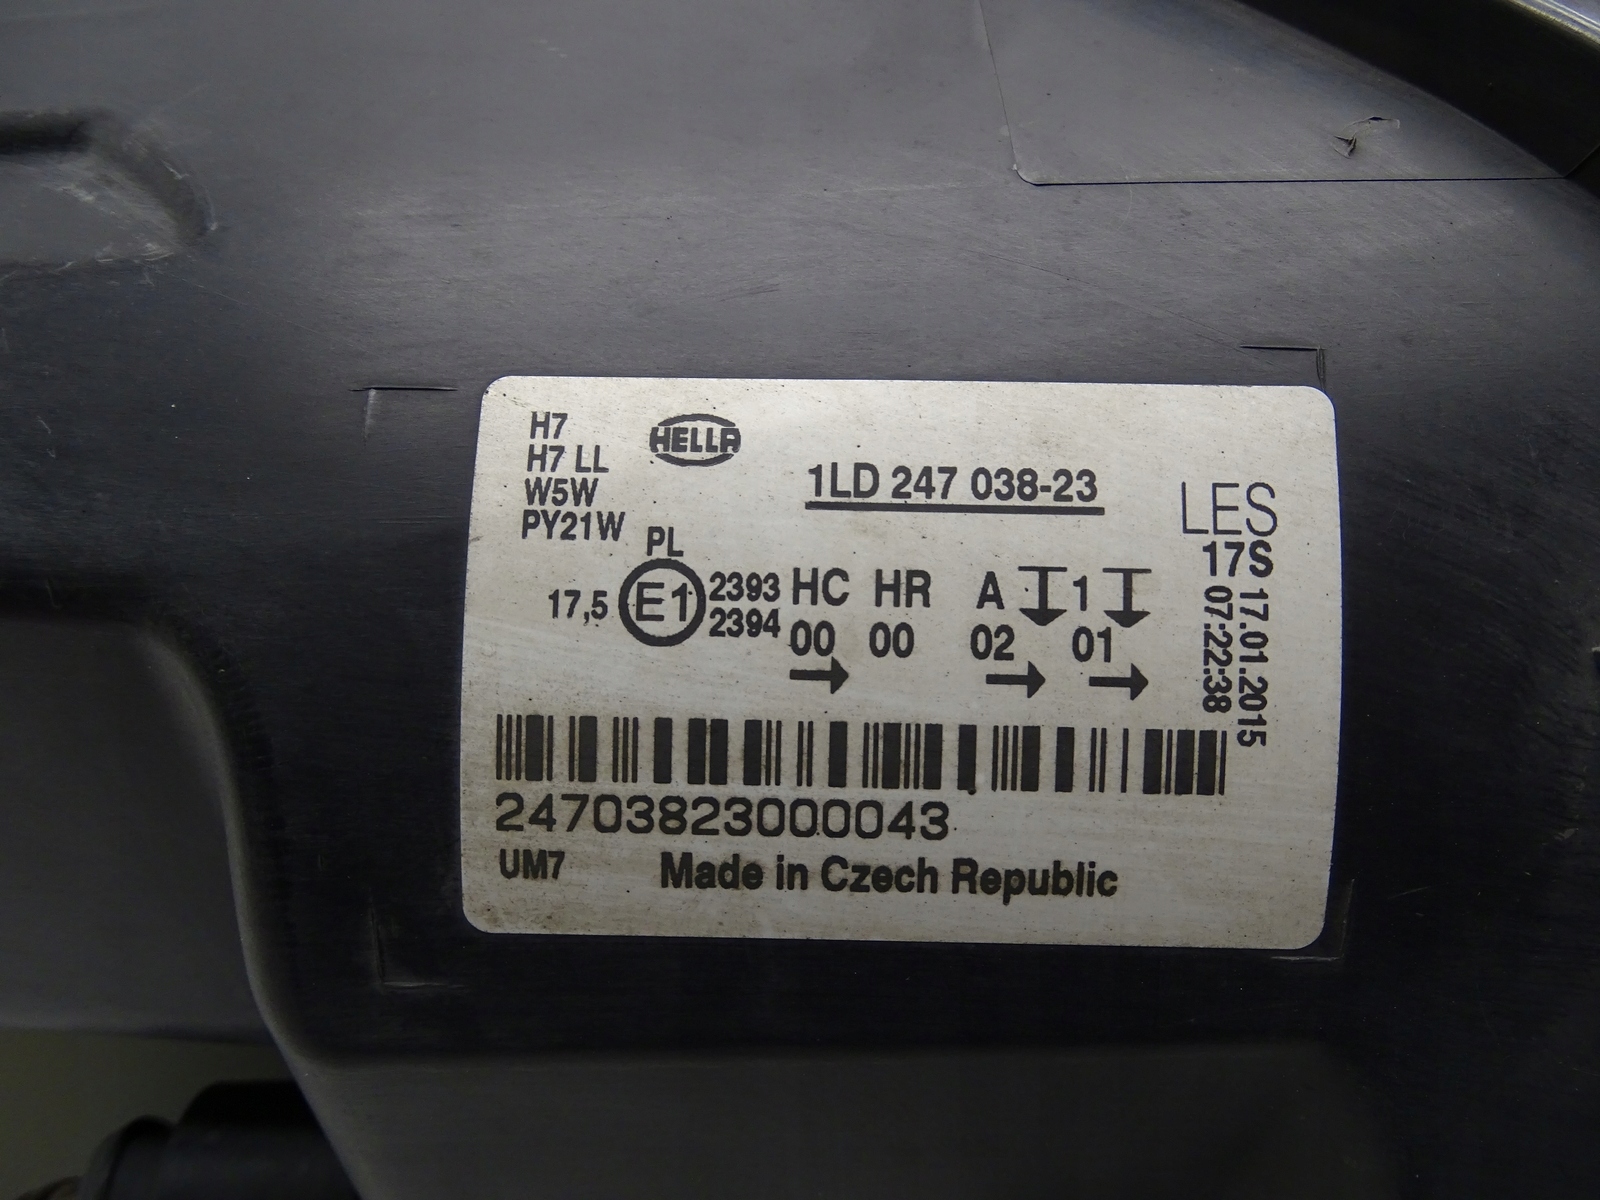 H7
H7 LL
W5W
PY21W
HELLA
1LD 247 038-23
LES
17S
17.01.2015
07:22:38
PL
17,5 E1 2393 HC HR A 1
2394 00 00 02 01
247038230000043
UM7 Made in Czech Republic